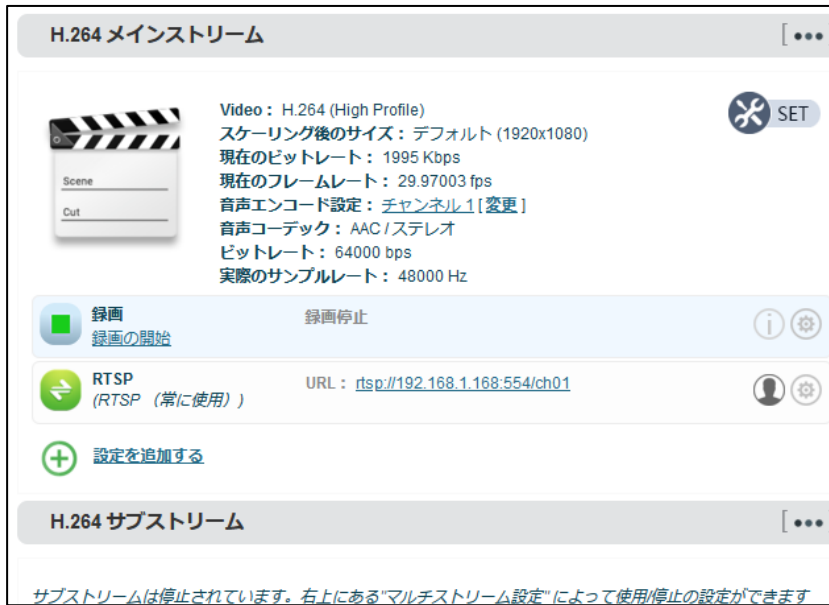 H.264 メインストリーム [ •••
Video： H.264 (High Profile)
スケーリング後のサイズ： デフォルト (1920x1080)
現在のビットレート： 1995 Kbps
現在のフレームレート： 29.97003 fps
音声エンコード設定： チャンネル 1 [ 変更 ]
音声コーデック： AAC / ステレオ
ビットレート： 64000 bps
実際のサンプルレート： 48000 Hz
SET
Scene
Cut
録画 録画停止
録画の開始
RTSP URL： rtsp://192.168.1.168:554/ch01
(RTSP （常に使用）)
設定を追加する
H.264 サブストリーム [ •••
サブストリームは停止されています。右上にある"マルチストリーム設定"によって使用/停止の設定ができます